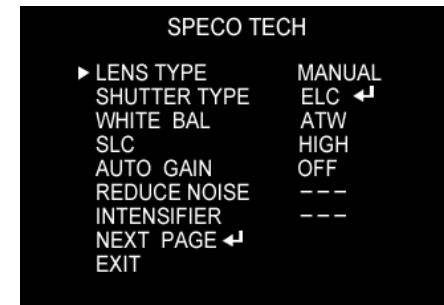 SPECO TECH
▶ LENS TYPE MANUAL
SHUTTER TYPE ELC ↵
WHITE BAL ATW
SLC HIGH
AUTO GAIN OFF
REDUCE NOISE – – –
INTENSIFIER – – –
NEXT PAGE ↵
EXIT